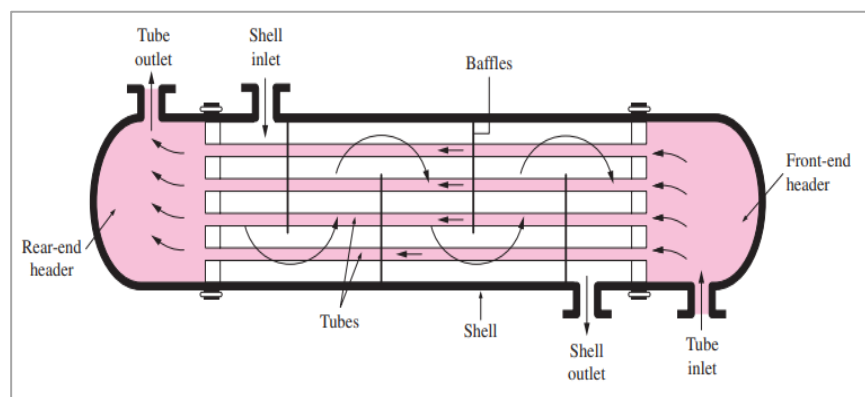 Tube
outlet
Shell
inlet
Baffles
Front-end
header
Rear-end
header
Tubes
Shell
Shell
outlet
Tube
inlet